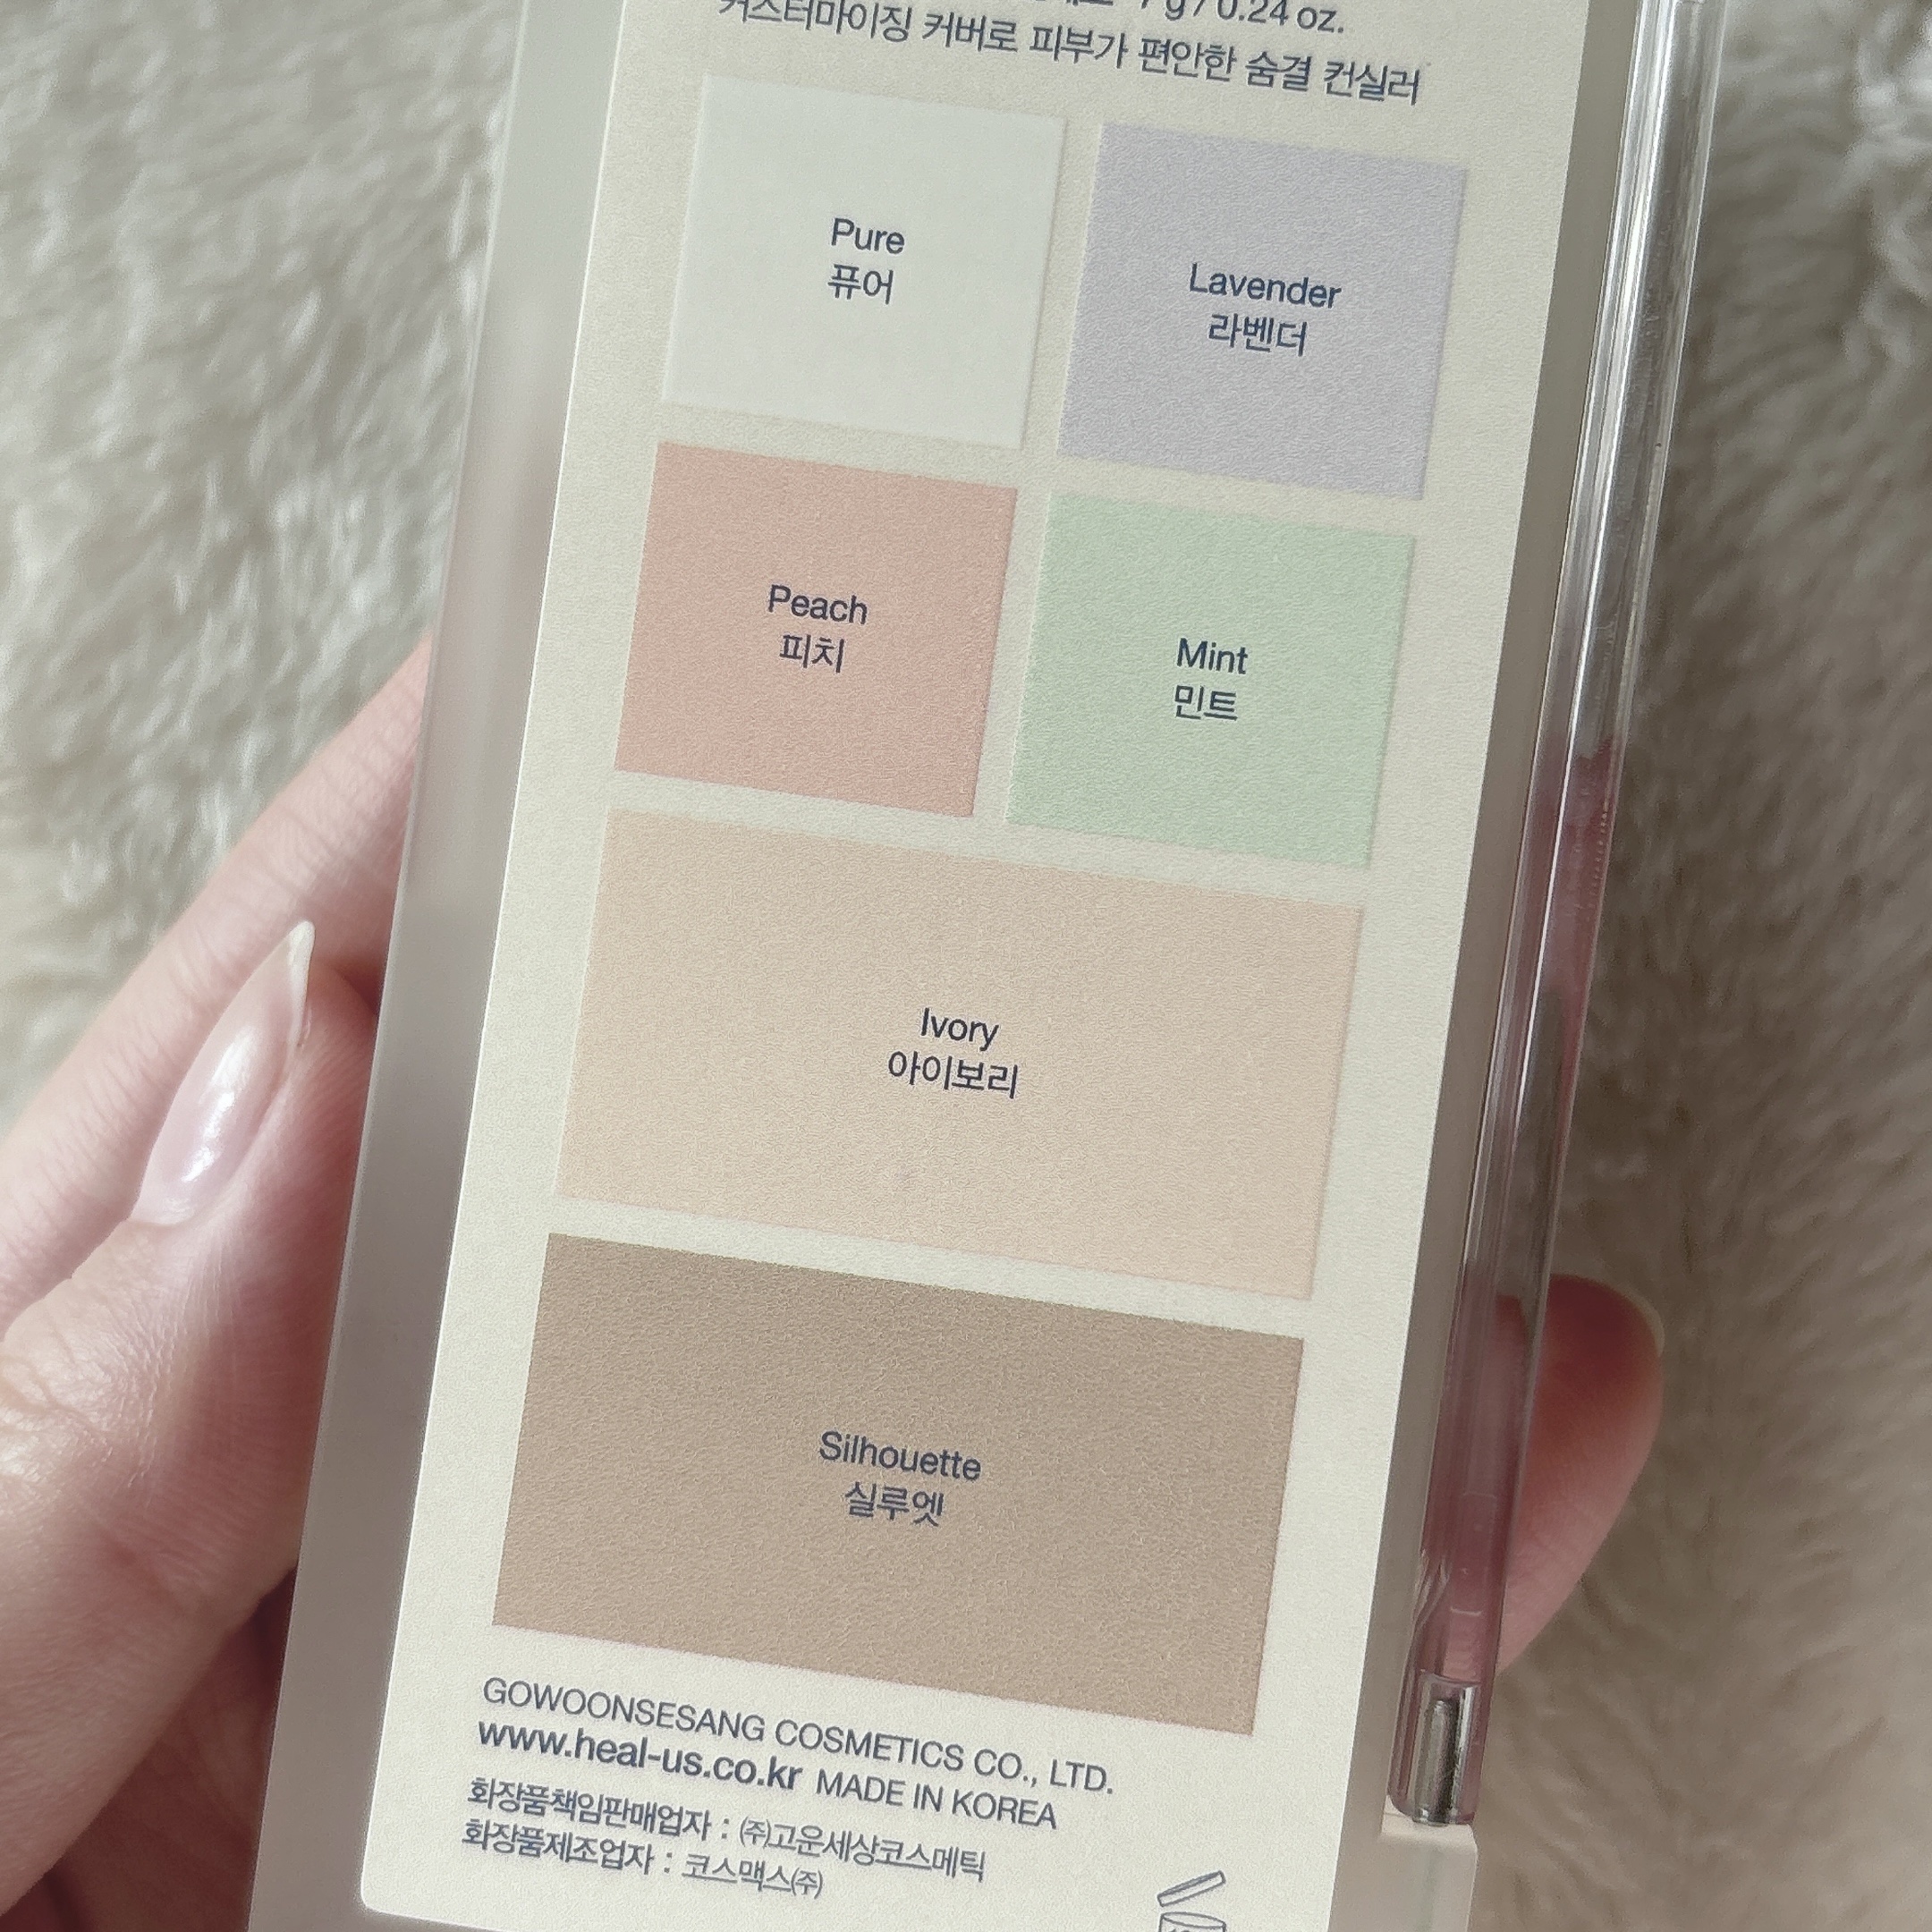 7 g / 0.24 oz.
커스터마이징 커버로 피부가 편안한 숨결 컨실러
Pure
퓨어
Lavender
라벤더
Peach
피치
Mint
민트
Ivory
아이보리
Silhouette
실루엣
GOWOONSESANG COSMETICS CO., LTD.
www.heal-us.co.kr MADE IN KOREA
화장품책임판매업자 : ㈜고운세상코스메틱
화장품제조업자 : 코스맥스㈜